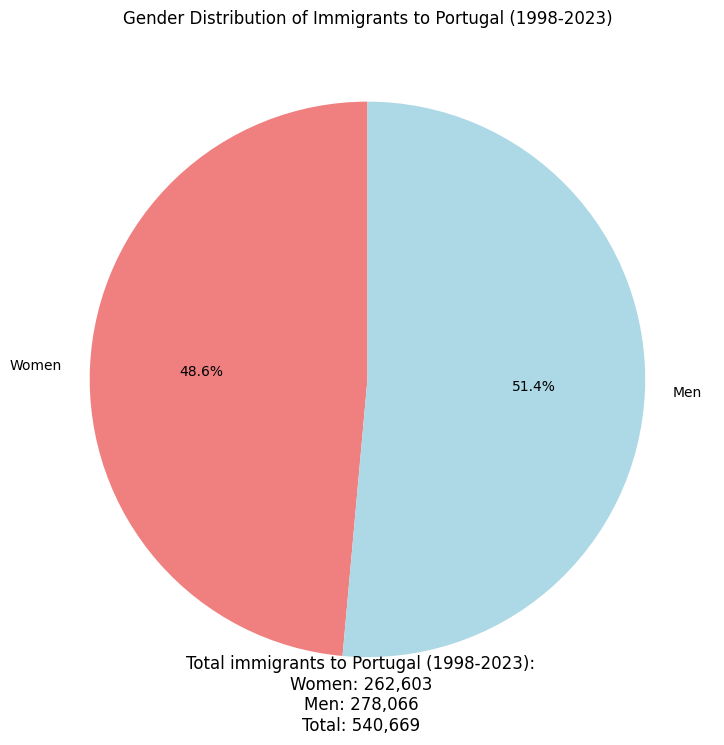 Gender Distribution of Immigrants to Portugal (1998-2023)
Women
48.6%
51.4%
Men
Total immigrants to Portugal (1998-2023):
Women: 262,603
Men: 278,066
Total: 540,669